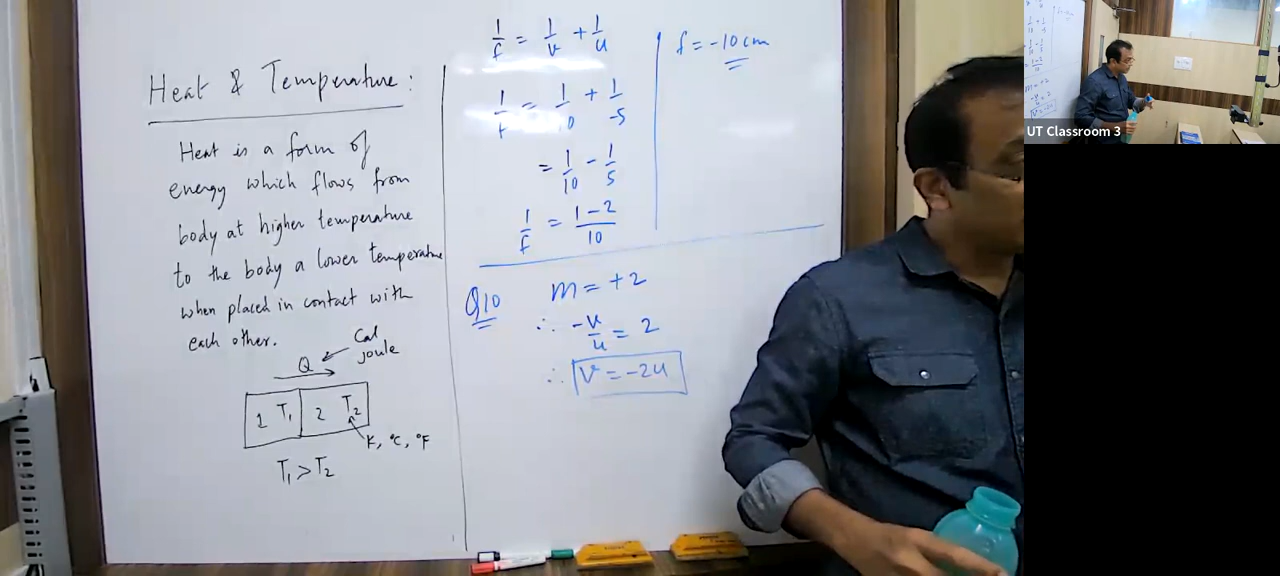 Heat & Temperature:
Heat is a form of
energy which flows from
body at higher temperature
to the body a lower temperature
when placed in contact with
each other.
Q
Cal
joule
1 T₁ 2 T₂
K, °C, °F
T₁ > T₂
1/f = 1/v + 1/u
1/f = 1/10 + 1/-5
= 1/10 - 1/5
1/f = 1-2/10
f = -10 cm
Q10 m = +2
∴ -v/u = 2
∴ v = -2u
UT Classroom 3